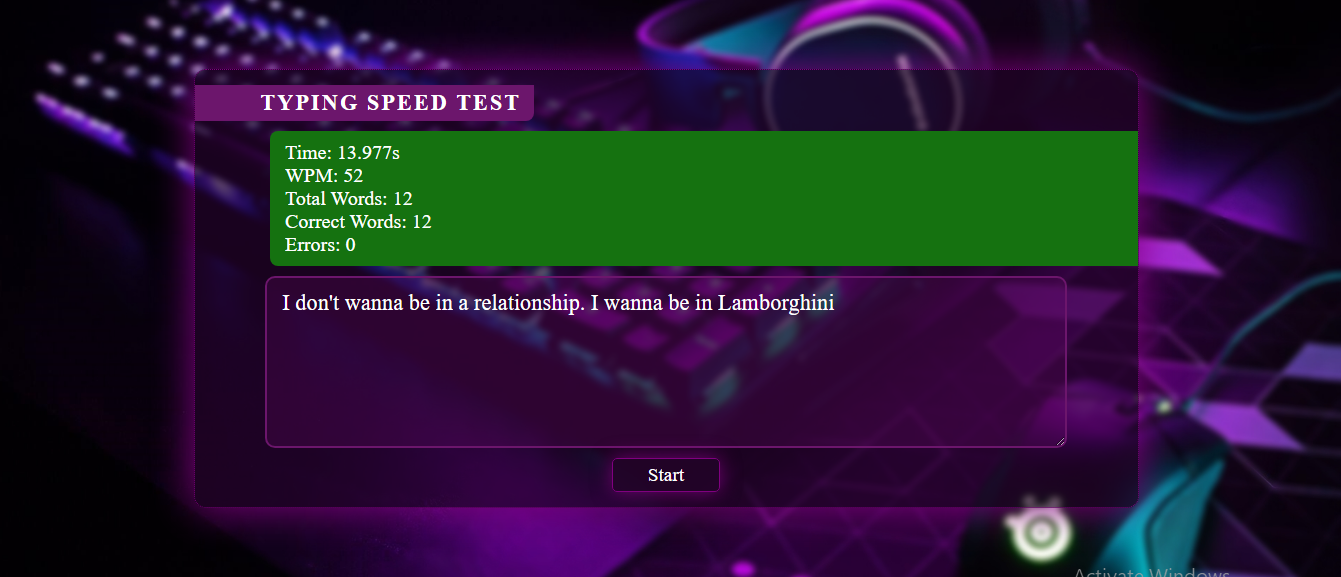 TYPING SPEED TEST
Time: 13.977s
WPM: 52
Total Words: 12
Correct Words: 12
Errors: 0
I don't wanna be in a relationship. I wanna be in Lamborghini
Start
Activate Windows